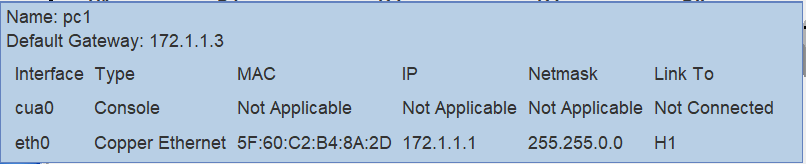 Name: pc1
Default Gateway: 172.1.1.3
Interface Type MAC IP Netmask Link To
cua0 Console Not Applicable Not Applicable Not Applicable Not Connected
eth0 Copper Ethernet 5F:60:C2:B4:8A:2D 172.1.1.1 255.255.0.0 H1